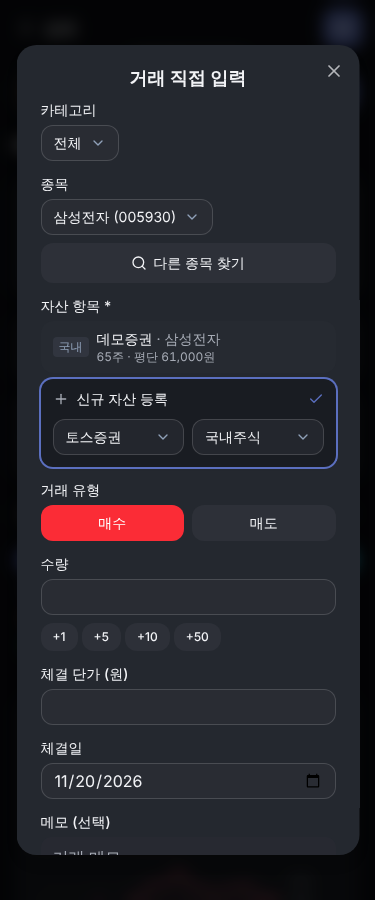 거래 직접 입력
카테고리
전체
종목
삼성전자 (005930)
다른 종목 찾기
자산 항목 *
국내
데모증권 · 삼성전자
65주 · 평단 61,000원
신규 자산 등록
토스증권
국내주식
거래 유형
매수
매도
수량
+1
+5
+10
+50
체결 단가 (원)
체결일
11/20/2026
메모 (선택)
거래 메모